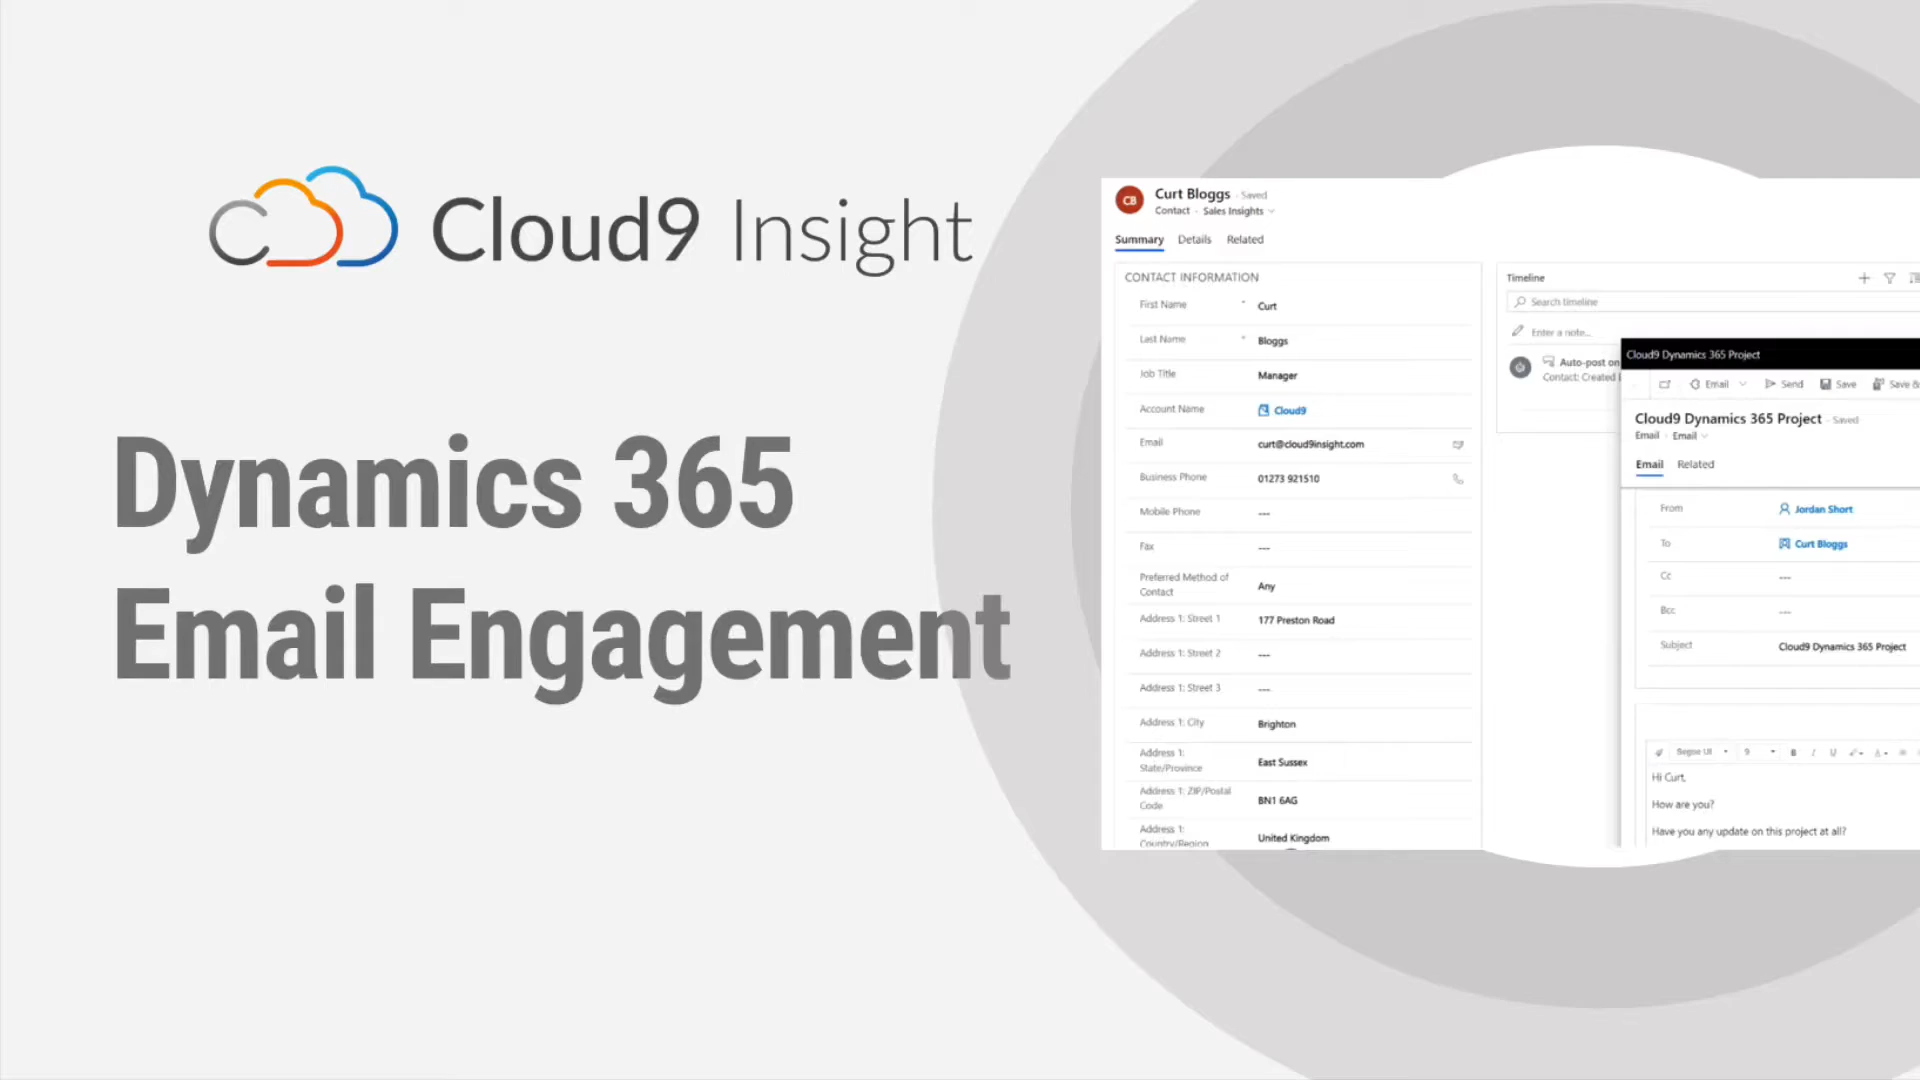 Cloud9 Insight
Dynamics 365
Email Engagement
CB
Curt Bloggs - Saved
Contact · Sales Insights
Summary Details Related
CONTACT INFORMATION
First Name * Curt
Last Name * Bloggs
Job Title Manager
Account Name Cloud9
Email curt@cloud9insight.com
Business Phone 01273 921510
Mobile Phone ---
Fax ---
Preferred Method of
Contact Any
Address 1: Street 1 177 Preston Road
Address 1: Street 2 ---
Address 1: Street 3 ---
Address 1: City Brighton
Address 1:
State/Province East Sussex
Address 1: ZIP/Postal
Code BN1 6AG
Address 1:
Country/Region United Kingdom
Timeline
Search timeline
Enter a note...
Auto-post on
Contact: Created
Cloud9 Dynamics 365 Project
Email Send Save Save &
Cloud9 Dynamics 365 Project - Saved
Email · Email
Email Related
From Jordan Short
To Curt Bloggs
Cc ---
Bcc ---
Subject Cloud9 Dynamics 365 Project
Segoe UI 9 B I U A
Hi Curt,
How are you?
Have you any update on this project at all?